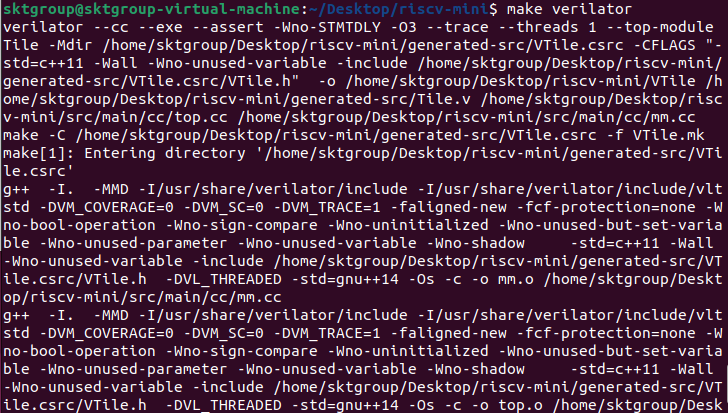 sktgroup@sktgroup-virtual-machine:~/Desktop/riscv-mini$ make verilator
verilator --cc --exe --assert -Wno-STMTDLY -O3 --trace --threads 1 --top-module
Tile -Mdir /home/sktgroup/Desktop/riscv-mini/generated-src/VTile.csrc -CFLAGS "-
std=c++11 -Wall -Wno-unused-variable -include /home/sktgroup/Desktop/riscv-mini/
generated-src/VTile.csrc/VTile.h"  -o /home/sktgroup/Desktop/riscv-mini/VTile /h
ome/sktgroup/Desktop/riscv-mini/generated-src/Tile.v /home/sktgroup/Desktop/risc
v-mini/src/main/cc/top.cc /home/sktgroup/Desktop/riscv-mini/src/main/cc/mm.cc
make -C /home/sktgroup/Desktop/riscv-mini/generated-src/VTile.csrc -f VTile.mk
make[1]: Entering directory '/home/sktgroup/Desktop/riscv-mini/generated-src/VTi
le.csrc'
g++  -I.  -MMD -I/usr/share/verilator/include -I/usr/share/verilator/include/vlt
std -DVM_COVERAGE=0 -DVM_SC=0 -DVM_TRACE=1 -faligned-new -fcf-protection=none -W
no-bool-operation -Wno-sign-compare -Wno-uninitialized -Wno-unused-but-set-varia
ble -Wno-unused-parameter -Wno-unused-variable -Wno-shadow     -std=c++11 -Wall
-Wno-unused-variable -include /home/sktgroup/Desktop/riscv-mini/generated-src/VT
ile.csrc/VTile.h  -DVL_THREADED -std=gnu++14 -Os -c -o mm.o /home/sktgroup/Deskt
op/riscv-mini/src/main/cc/mm.cc
g++  -I.  -MMD -I/usr/share/verilator/include -I/usr/share/verilator/include/vlt
std -DVM_COVERAGE=0 -DVM_SC=0 -DVM_TRACE=1 -faligned-new -fcf-protection=none -W
no-bool-operation -Wno-sign-compare -Wno-uninitialized -Wno-unused-but-set-varia
ble -Wno-unused-parameter -Wno-unused-variable -Wno-shadow     -std=c++11 -Wall
-Wno-unused-variable -include /home/sktgroup/Desktop/riscv-mini/generated-src/VT
ile.csrc/VTile.h  -DVL_THREADED -std=gnu++14 -Os -c -o top.o /home/sktgroup/Desk